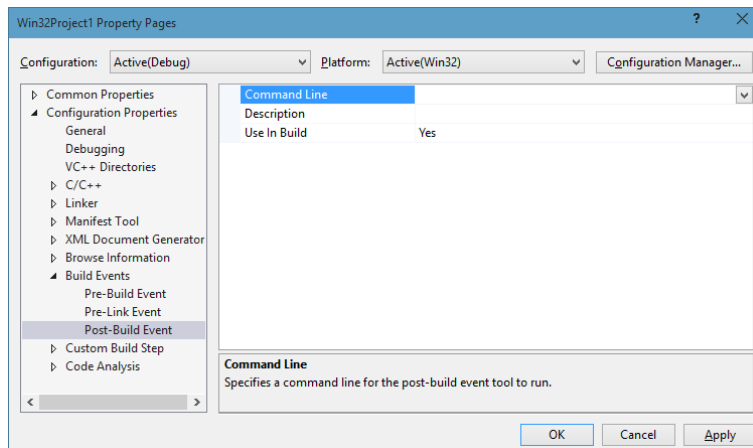 Win32Project1 Property Pages
?
Configuration: Active(Debug) Platform: Active(Win32) Configuration Manager...
Common Properties
Configuration Properties
General
Debugging
VC++ Directories
C/C++
Linker
Manifest Tool
XML Document Generator
Browse Information
Build Events
Pre-Build Event
Pre-Link Event
Post-Build Event
Custom Build Step
Code Analysis
Command Line
Description
Use In Build Yes
Command Line
Specifies a command line for the post-build event tool to run.
OK Cancel Apply